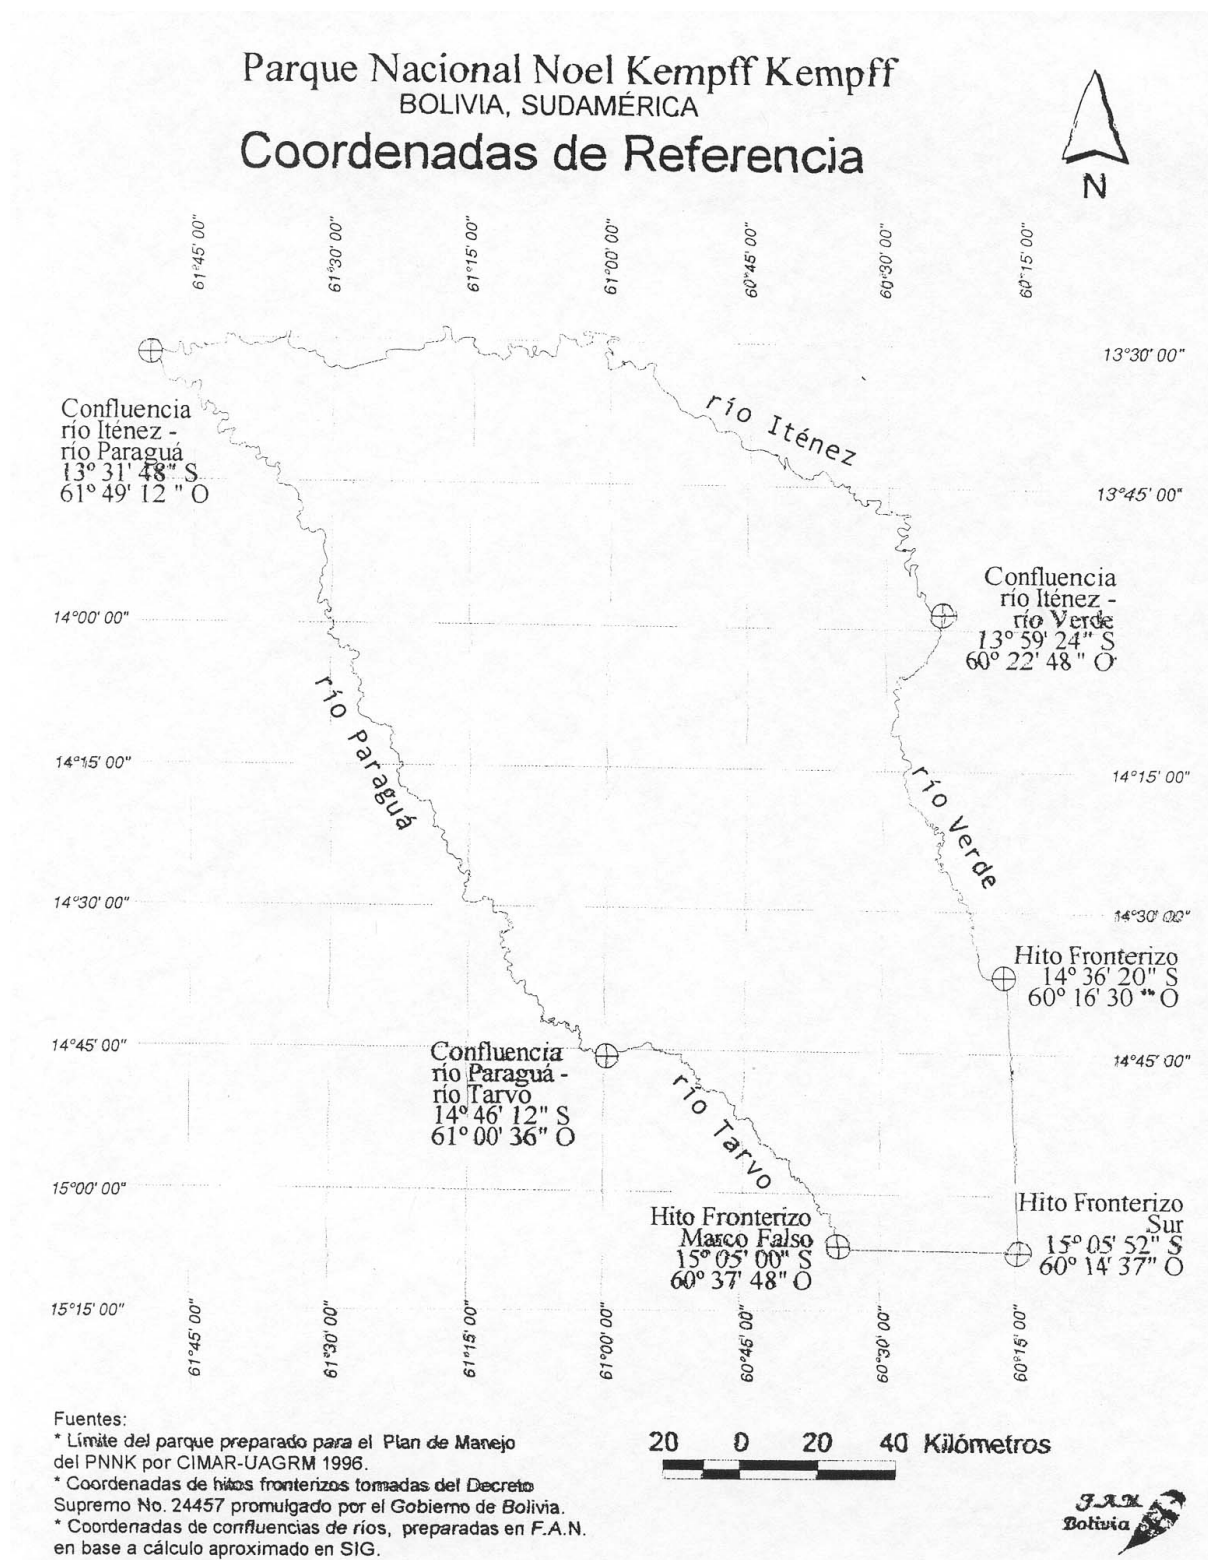 Parque Nacional Noel Kempff Kempff
BOLIVIA, SUDAMÉRICA
Coordenadas de Referencia
N
61°45' 00"
61°30' 00"
61°15' 00"
61°00' 00"
60°45' 00"
60°30' 00"
60°15' 00"
13°30' 00"
Confluencia
río Iténez -
río Paraguá
13° 31' 48" S
61° 49' 12 " O
río Iténez
13°45' 00"
Confluencia
río Iténez -
río Verde
13° 59' 24" S
60° 22' 48 " O
14°00' 00"
río Paraguá
14°15' 00"
14°15' 00"
río Verde
14°30' 00"
14°30' 00"
Hito Fronterizo
14° 36' 20" S
60° 16' 30 " O
14°45' 00"
14°45' 00"
Confluencia
río Paraguá -
río Tarvo
14° 46' 12" S
61° 00' 36" O
río Tarvo
15°00' 00"
Hito Fronterizo
Marco Falso
15° 05' 00" S
60° 37' 48" O
Hito Fronterizo
Sur
15° 05' 52" S
60° 14' 37" O
15°15' 00"
61°45' 00"
61°30' 00"
61°15' 00"
61°00' 00"
60°45' 00"
60°30' 00"
60°15' 00"
Fuentes:
* Límite del parque preparado para el Plan de Manejo
del PNNK por CIMAR-UAGRM 1996.
* Coordenadas de hitos fronterizos tomadas del Decreto
Supremo No. 24457 promulgado por el Gobierno de Bolivia.
* Coordenadas de confluencias de ríos, preparadas en F.A.N.
en base a cálculo aproximado en SIG.
20 0 20 40 Kilómetros
F.A.N.
Bolivia